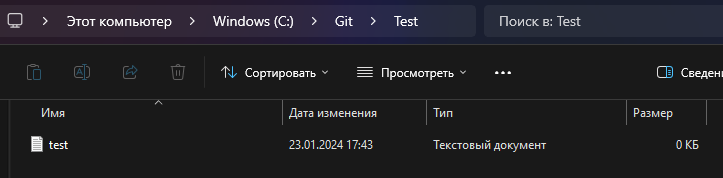 Этот компьютер > Windows (C:) > Git > Test Поиск в: Test
Сортировать Просмотреть ••• Сведени
Имя Дата изменения Тип Размер
test 23.01.2024 17:43 Текстовый документ 0 КБ